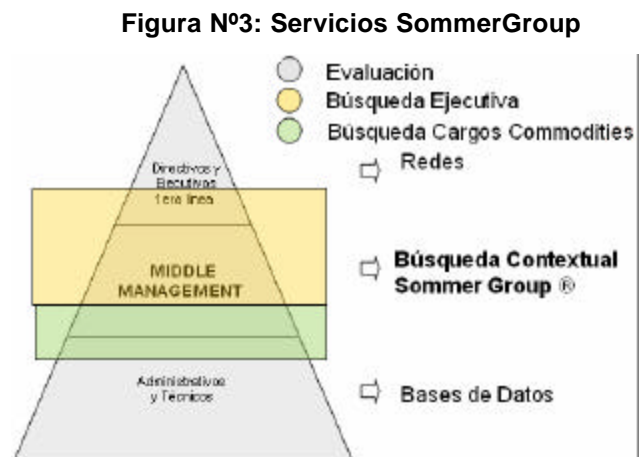 Figura Nº3: Servicios SommerGroup
Evaluación
Búsqueda Ejecutiva
Búsqueda Cargos Commodities
Directivos y
Ejecutivos
1era línea
Redes
MIDDLE
MANAGEMENT
Búsqueda Contextual
Sommer Group ®
Administrativos
y Técnicos
Bases de Datos